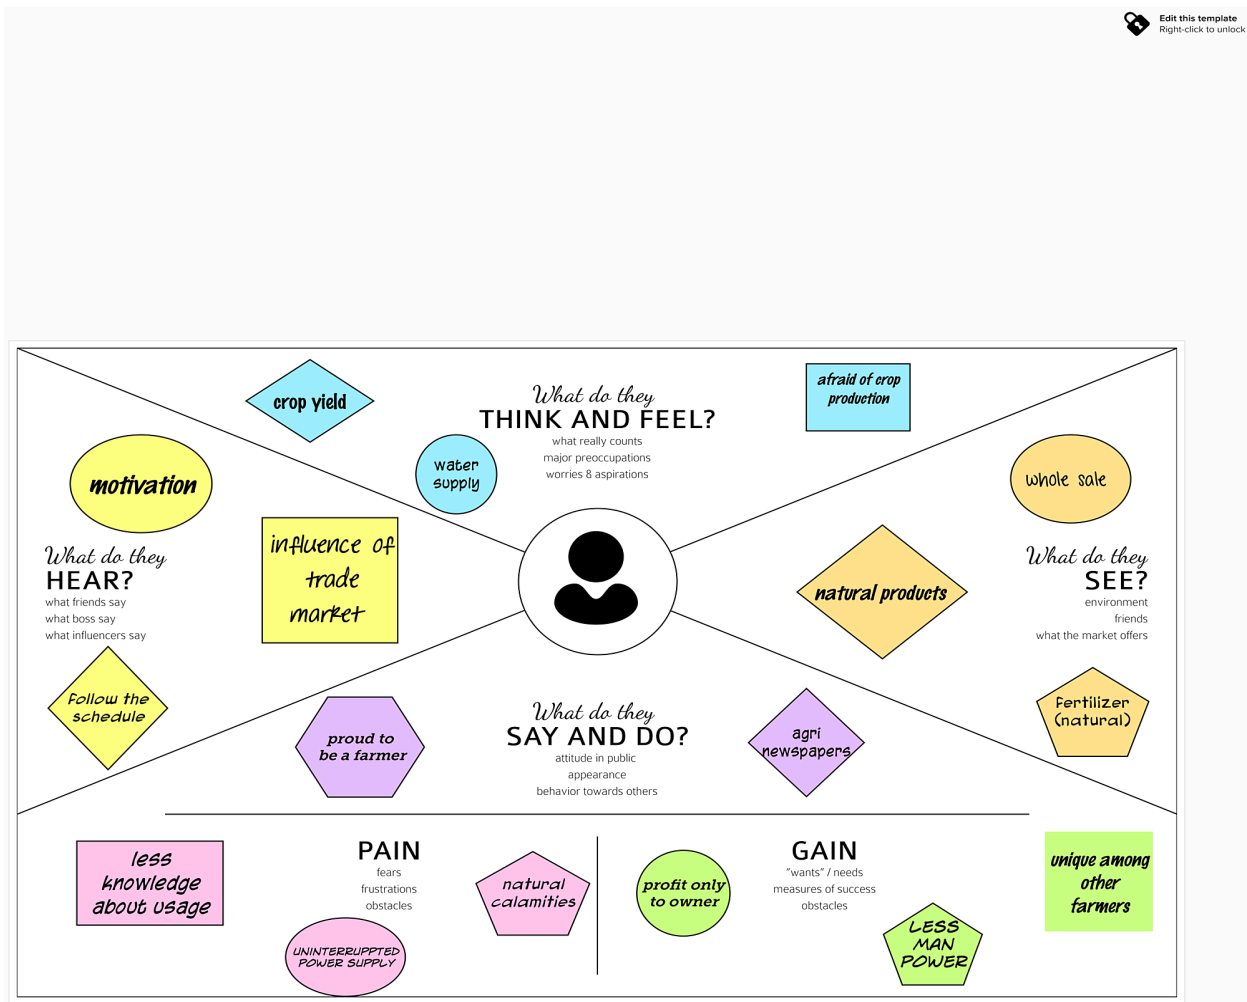 Edit this template
Right-click to unlock
crop yield
What do they
THINK AND FEEL?
what really counts
major preoccupations
worries & aspirations
afraid of crop
production
water
supply
motivation
influence of
trade
market
What do they
HEAR?
what friends say
what boss say
what influencers say
Follow the
schedule
whole sale
natural products
What do they
SEE?
environment
friends
what the market offers
Fertilizer
(natural)
proud to
be a farmer
What do they
SAY AND DO?
attitude in public
appearance
behavior towards others
agri
newspapers
less
knowledge
about usage
PAIN
fears
frustrations
obstacles
natural
calamities
UNINTERRUPPTED
POWER SUPPLY
profit only
to owner
GAIN
"wants" / needs
measures of success
obstacles
LESS
MAN
POWER
unique among
other
farmers